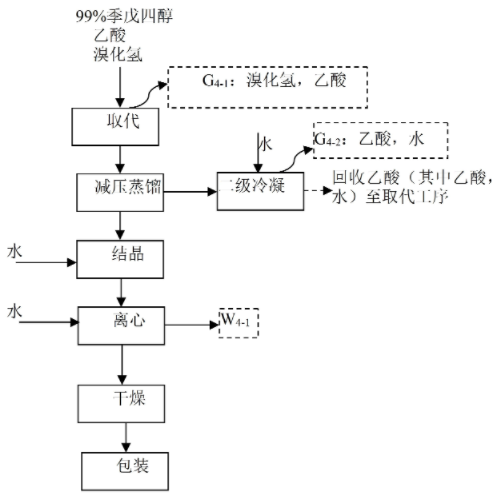 99%季戊四醇
乙酸
溴化氢
G4-1：溴化氢，乙酸
取代
水
G4-2：乙酸，水
减压蒸馏
二级冷凝
回收乙酸（其中乙酸，
水）至取代工序
水
结晶
水
离心
W4-1
干燥
包装